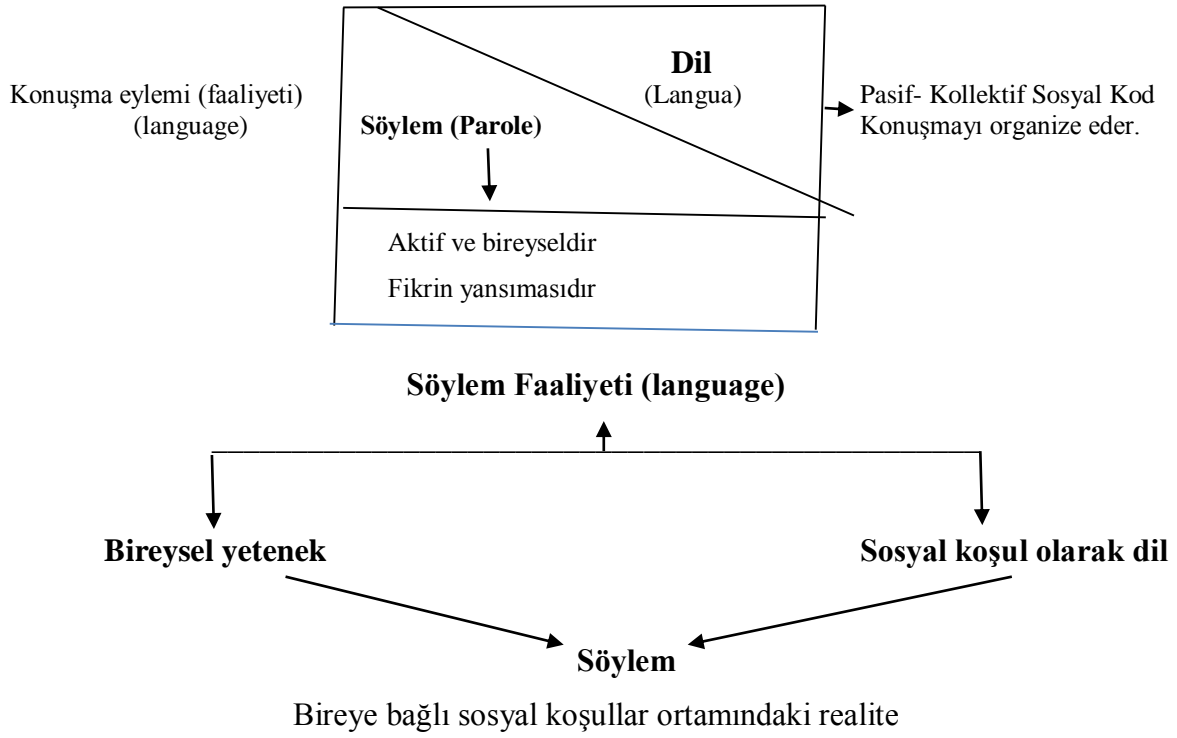 Dil
(Langua)
Konuşma eylemi (faaliyeti)
(language)
Söylem (Parole)
Pasif- Kollektif Sosyal Kod
Konuşmayı organize eder.
Aktif ve bireyseldir
Fikrin yansımasıdır
Söylem Faaliyeti (language)
Bireysel yetenek
Sosyal koşul olarak dil
Söylem
Bireye bağlı sosyal koşullar ortamındaki realite